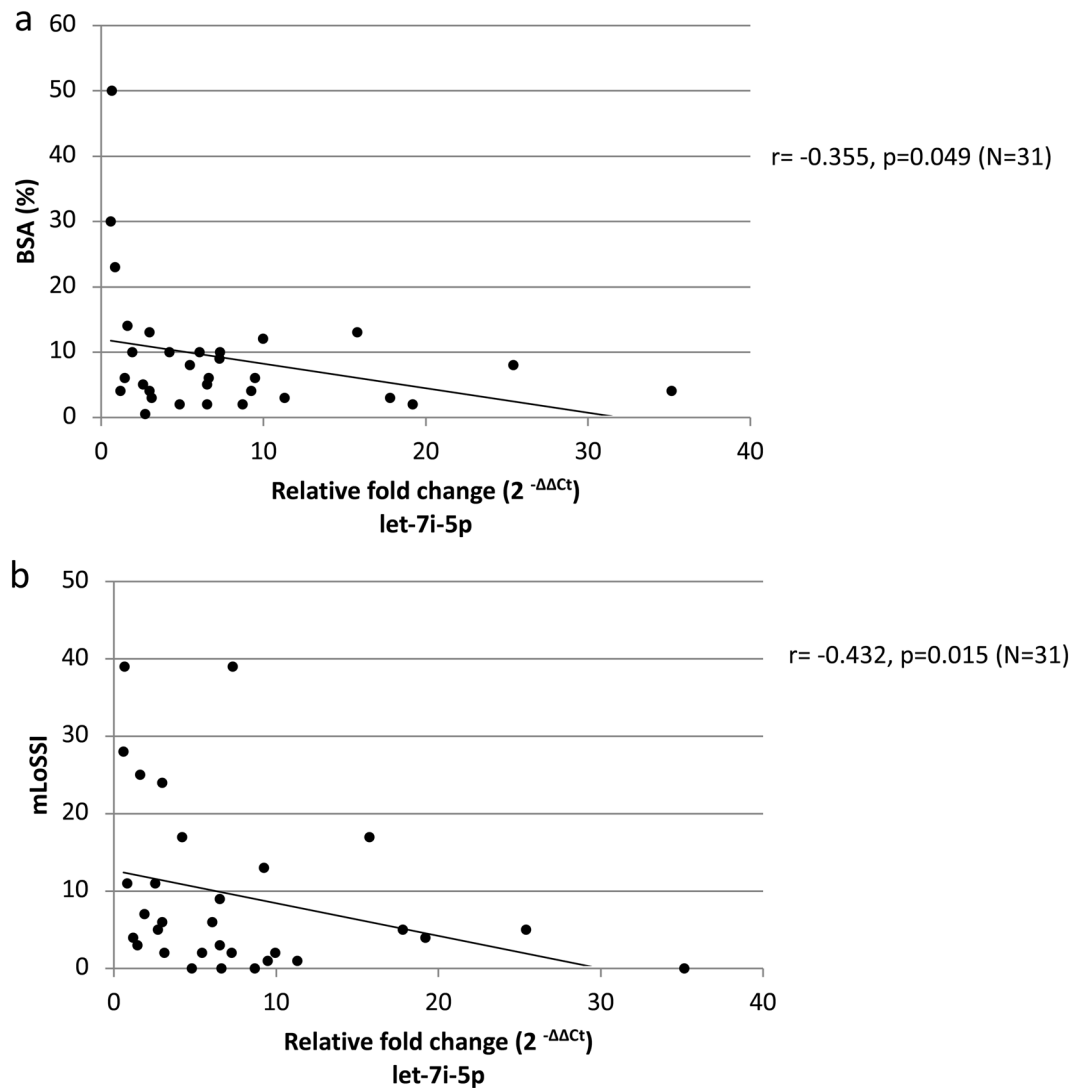 a
60
50
40
30
20
10
0
BSA (%)
r= -0.355, p=0.049 (N=31)
0 10 20 30 40
Relative fold change (2 -ΔΔCt)
let-7i-5p
b
50
40
30
20
10
0
mLoSSI
r= -0.432, p=0.015 (N=31)
0 10 20 30 40
Relative fold change (2 -ΔΔCt)
let-7i-5p